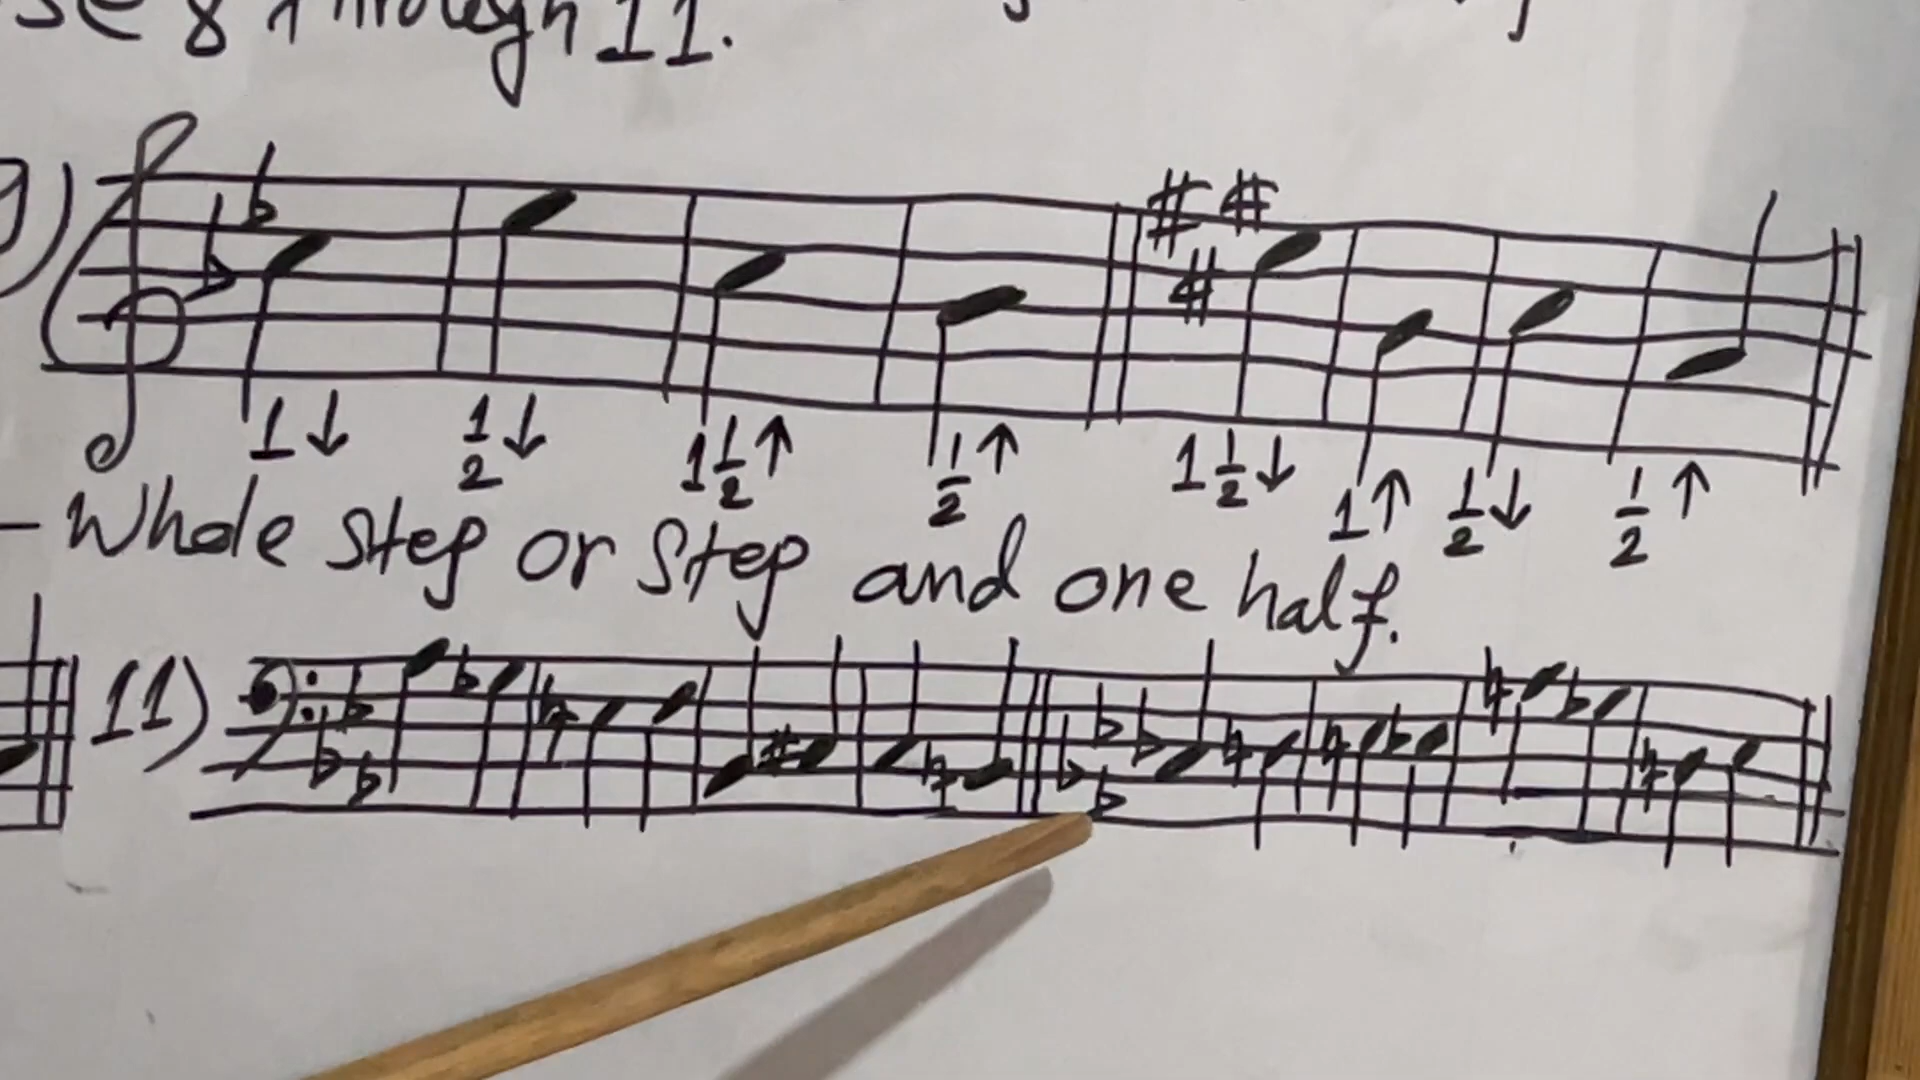 8 through 11.
9)
1↓ 1/2↓ 1 1/2↑ 1/2↑ 1 1/2↓ 1↑ 1/2↓ 1/2↑
- Whole Step or Step and one half.
11)